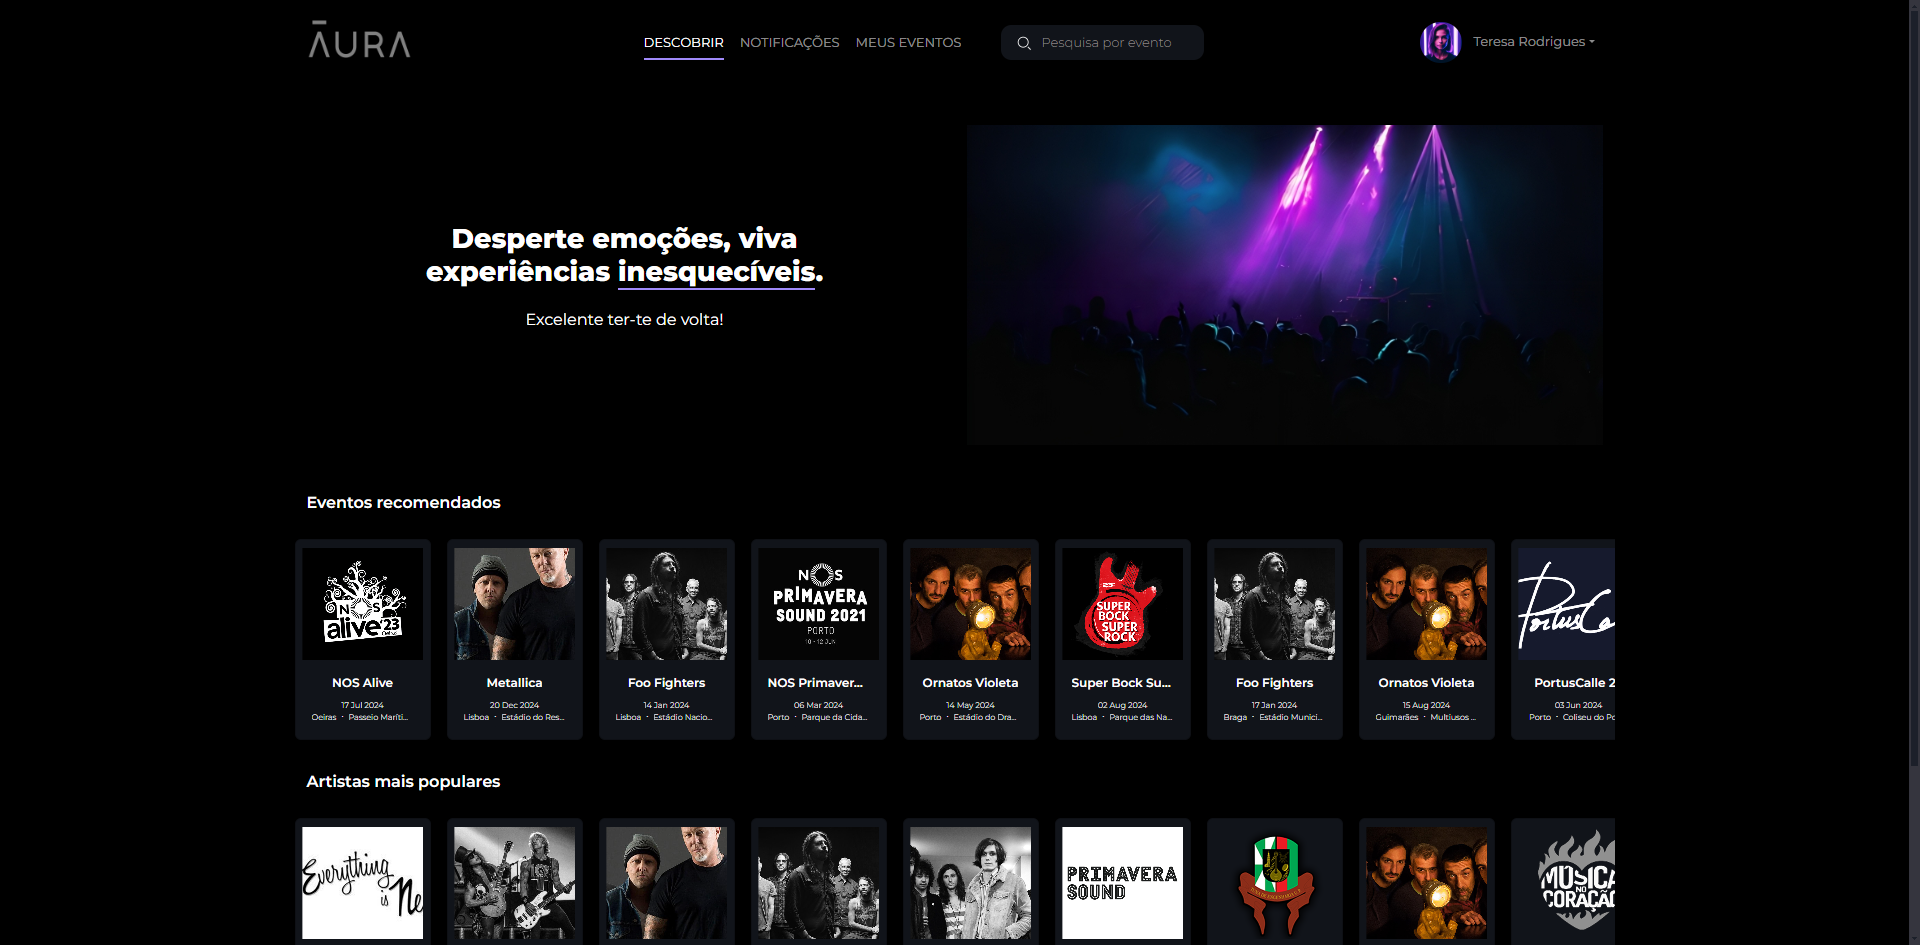 ĀURA
DESCOBRIR
NOTIFICAÇÕES
MEUS EVENTOS
Pesquisa por evento
Teresa Rodrigues
Desperte emoções, viva
experiências inesquecíveis.
Excelente ter-te de volta!
Eventos recomendados
NOS
alive'23
NOS
PRIMAVERA
SOUND 2021
PORTO
10 - 12 JUN
SUPER
BOCK
SUPER
ROCK
PortusCa
NOS Alive
17 Jul 2024
Oeiras · Passeio Maríti...
Metallica
20 Dec 2024
Lisboa · Estádio do Res...
Foo Fighters
14 Jan 2024
Lisboa · Estádio Nacio...
NOS Primaver...
06 Mar 2024
Porto · Parque da Cida...
Ornatos Violeta
14 May 2024
Porto · Estádio do Dra...
Super Bock Su...
02 Aug 2024
Lisboa · Parque das Na...
Foo Fighters
17 Jan 2024
Braga · Estádio Munici...
Ornatos Violeta
15 Aug 2024
Guimarães · Multiusos ...
PortusCalle 2
03 Jun 2024
Porto · Coliseu do Po
Artistas mais populares
Everything
is Ne
PRIMAVERA
SOUND
MÚSICA
NO
CORAÇÃO